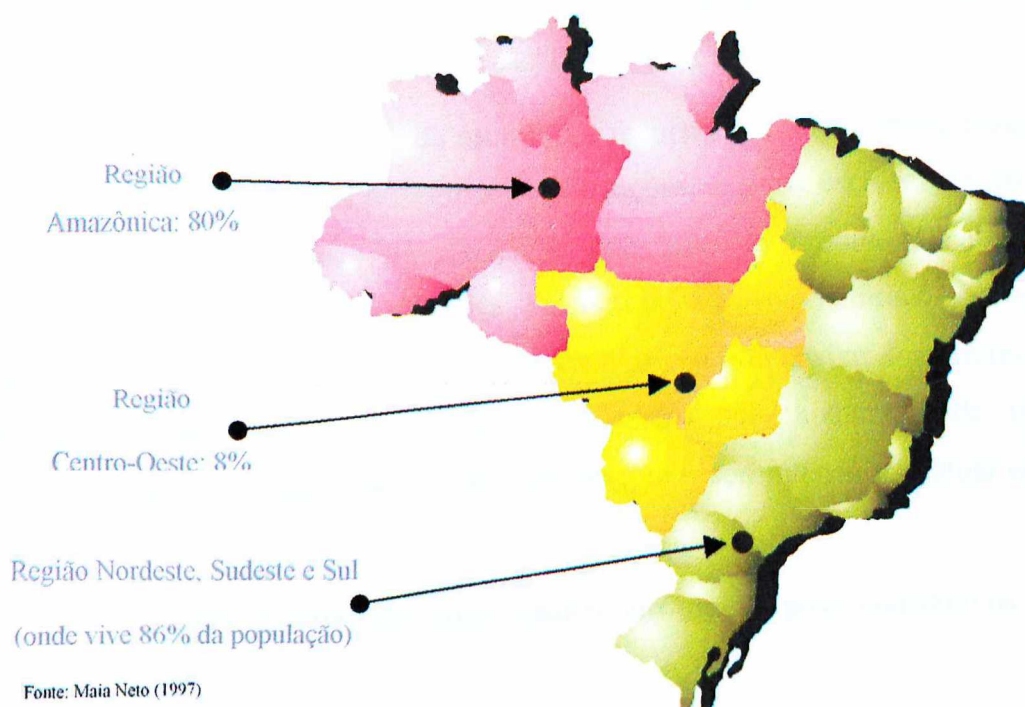 Região
Amazônica: 80%
Região
Centro-Oeste: 8%
Região Nordeste, Sudeste e Sul
(onde vive 86% da população)
Fonte: Maia Neto (1997)